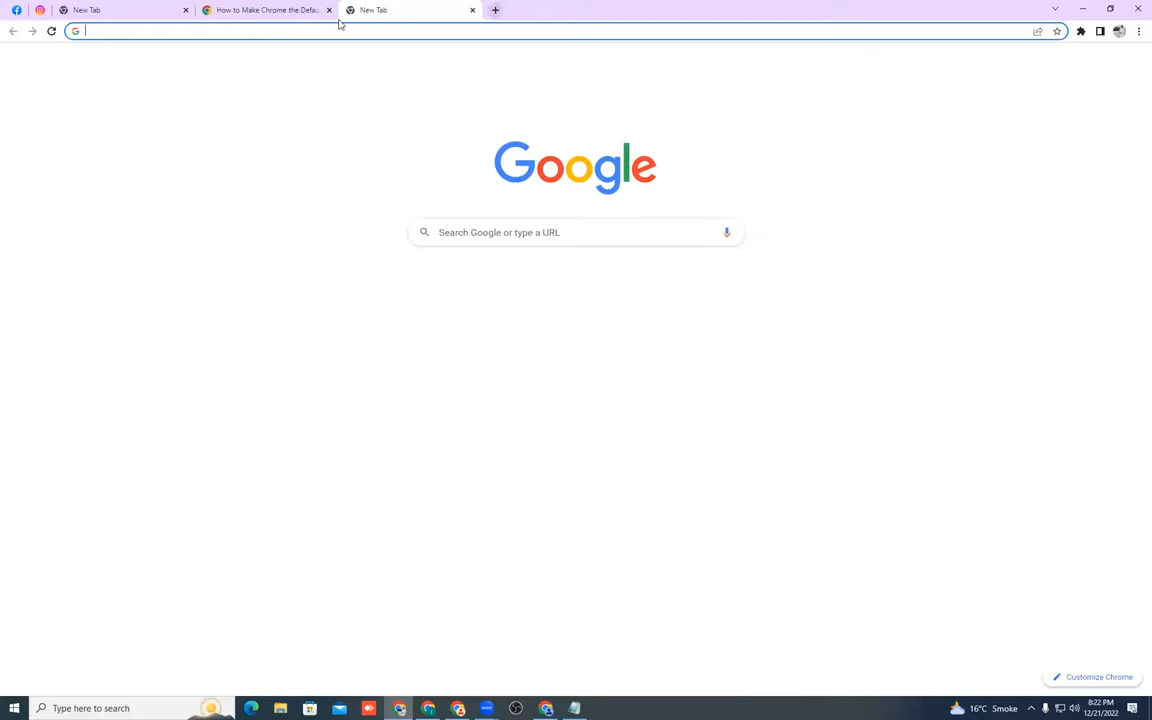 New Tab
How to Make Chrome the Defau
New Tab
Google
Search Google or type a URL
Customize Chrome
Type here to search
16°C Smoke
8:22 PM
12/21/2022